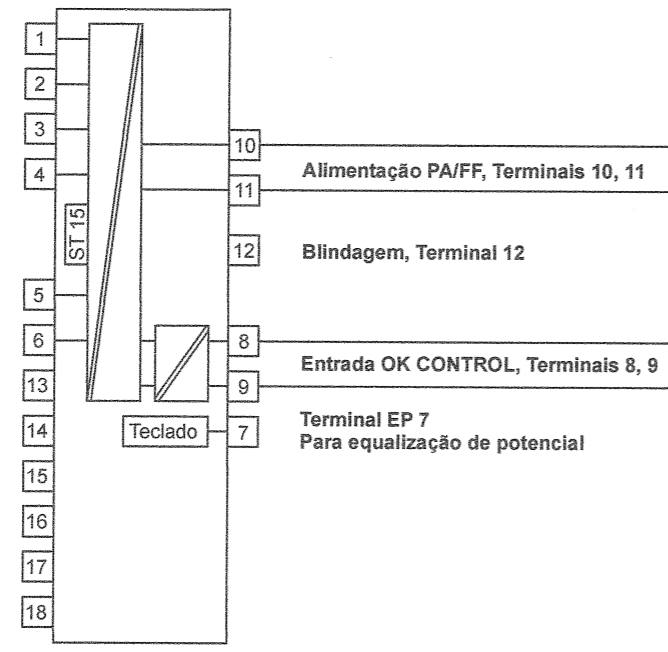 1
2
3
4
ST 15
5
6
13
14
15
16
17
18
10
Alimentação PA/FF, Terminais 10, 11
11
12
Blindagem, Terminal 12
8
Entrada OK CONTROL, Terminais 8, 9
9
Teclado
7
Terminal EP 7
Para equalização de potencial